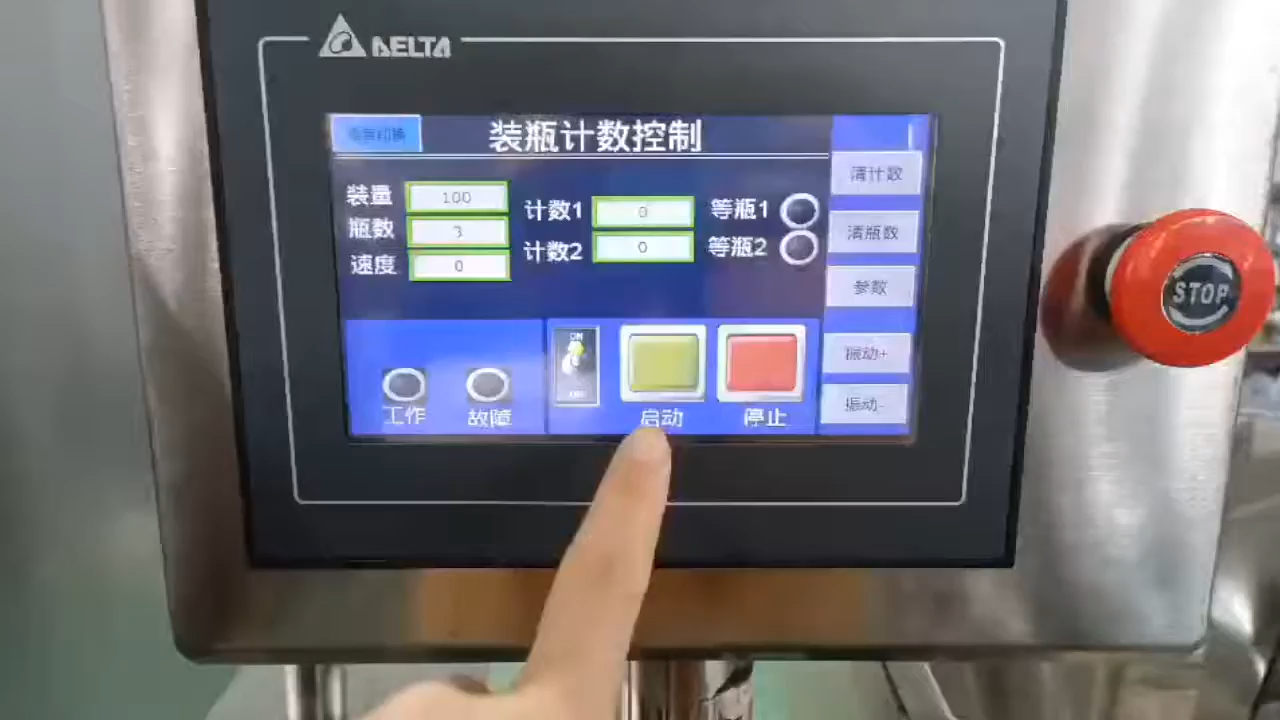 DELTA
装瓶计数控制
清计数
装量 100
计数1 0 等瓶1
瓶数 3
清瓶数
计数2 0 等瓶2
速度 0
参数
ON
振动+
OFF
振动-
工作 故障 启动 停止
STOP